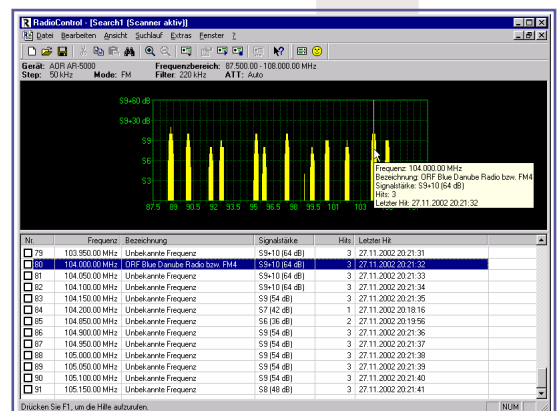 RadioControl - [Search1 (Scanner aktiv)]
Datei Bearbeiten Ansicht Suchlauf Extras Fenster ?
Gerät: AOR AR-5000 Frequenzbereich: 87.500.00 - 108.000.00 MHz
Step: 50 kHz Mode: FM Filter: 220 kHz ATT: Auto
S9+60 dB
S9+30 dB
S9
S6
S3
87.5 89 90.5 92 93.5 95 96.5 98 99.5 101 103
Frequenz: 104.000.00 MHz
Bezeichnung: ORF Blue Danube Radio bzw. FM4
Signalstärke: S9+10 (64 dB)
Hits: 3
Letzter Hit: 27.11.2002 20:21:32
Nr. Frequenz Bezeichnung Signalstärke Hits Letzter Hit
79 103.950.00 MHz Unbekannte Frequenz S9+10 (64 dB) 3 27.11.2002 20:21:31
80 104.000.00 MHz ORF Blue Danube Radio bzw. FM4 S9+10 (64 dB) 3 27.11.2002 20:21:32
81 104.050.00 MHz Unbekannte Frequenz S9+10 (64 dB) 3 27.11.2002 20:21:33
82 104.100.00 MHz Unbekannte Frequenz S9+10 (64 dB) 3 27.11.2002 20:21:34
83 104.150.00 MHz Unbekannte Frequenz S9 (54 dB) 3 27.11.2002 20:21:35
84 104.200.00 MHz Unbekannte Frequenz S7 (42 dB) 1 27.11.2002 20:18:16
85 104.850.00 MHz Unbekannte Frequenz S6 (36 dB) 2 27.11.2002 20:19:56
86 104.900.00 MHz Unbekannte Frequenz S9 (54 dB) 3 27.11.2002 20:21:36
87 104.950.00 MHz Unbekannte Frequenz S9 (54 dB) 3 27.11.2002 20:21:37
88 105.000.00 MHz Unbekannte Frequenz S9 (54 dB) 3 27.11.2002 20:21:38
89 105.050.00 MHz Unbekannte Frequenz S9 (54 dB) 3 27.11.2002 20:21:39
90 105.100.00 MHz Unbekannte Frequenz S9 (54 dB) 3 27.11.2002 20:21:40
91 105.150.00 MHz Unbekannte Frequenz S8 (48 dB) 3 27.11.2002 20:21:41
Drücken Sie F1, um die Hilfe aufzurufen. NUM